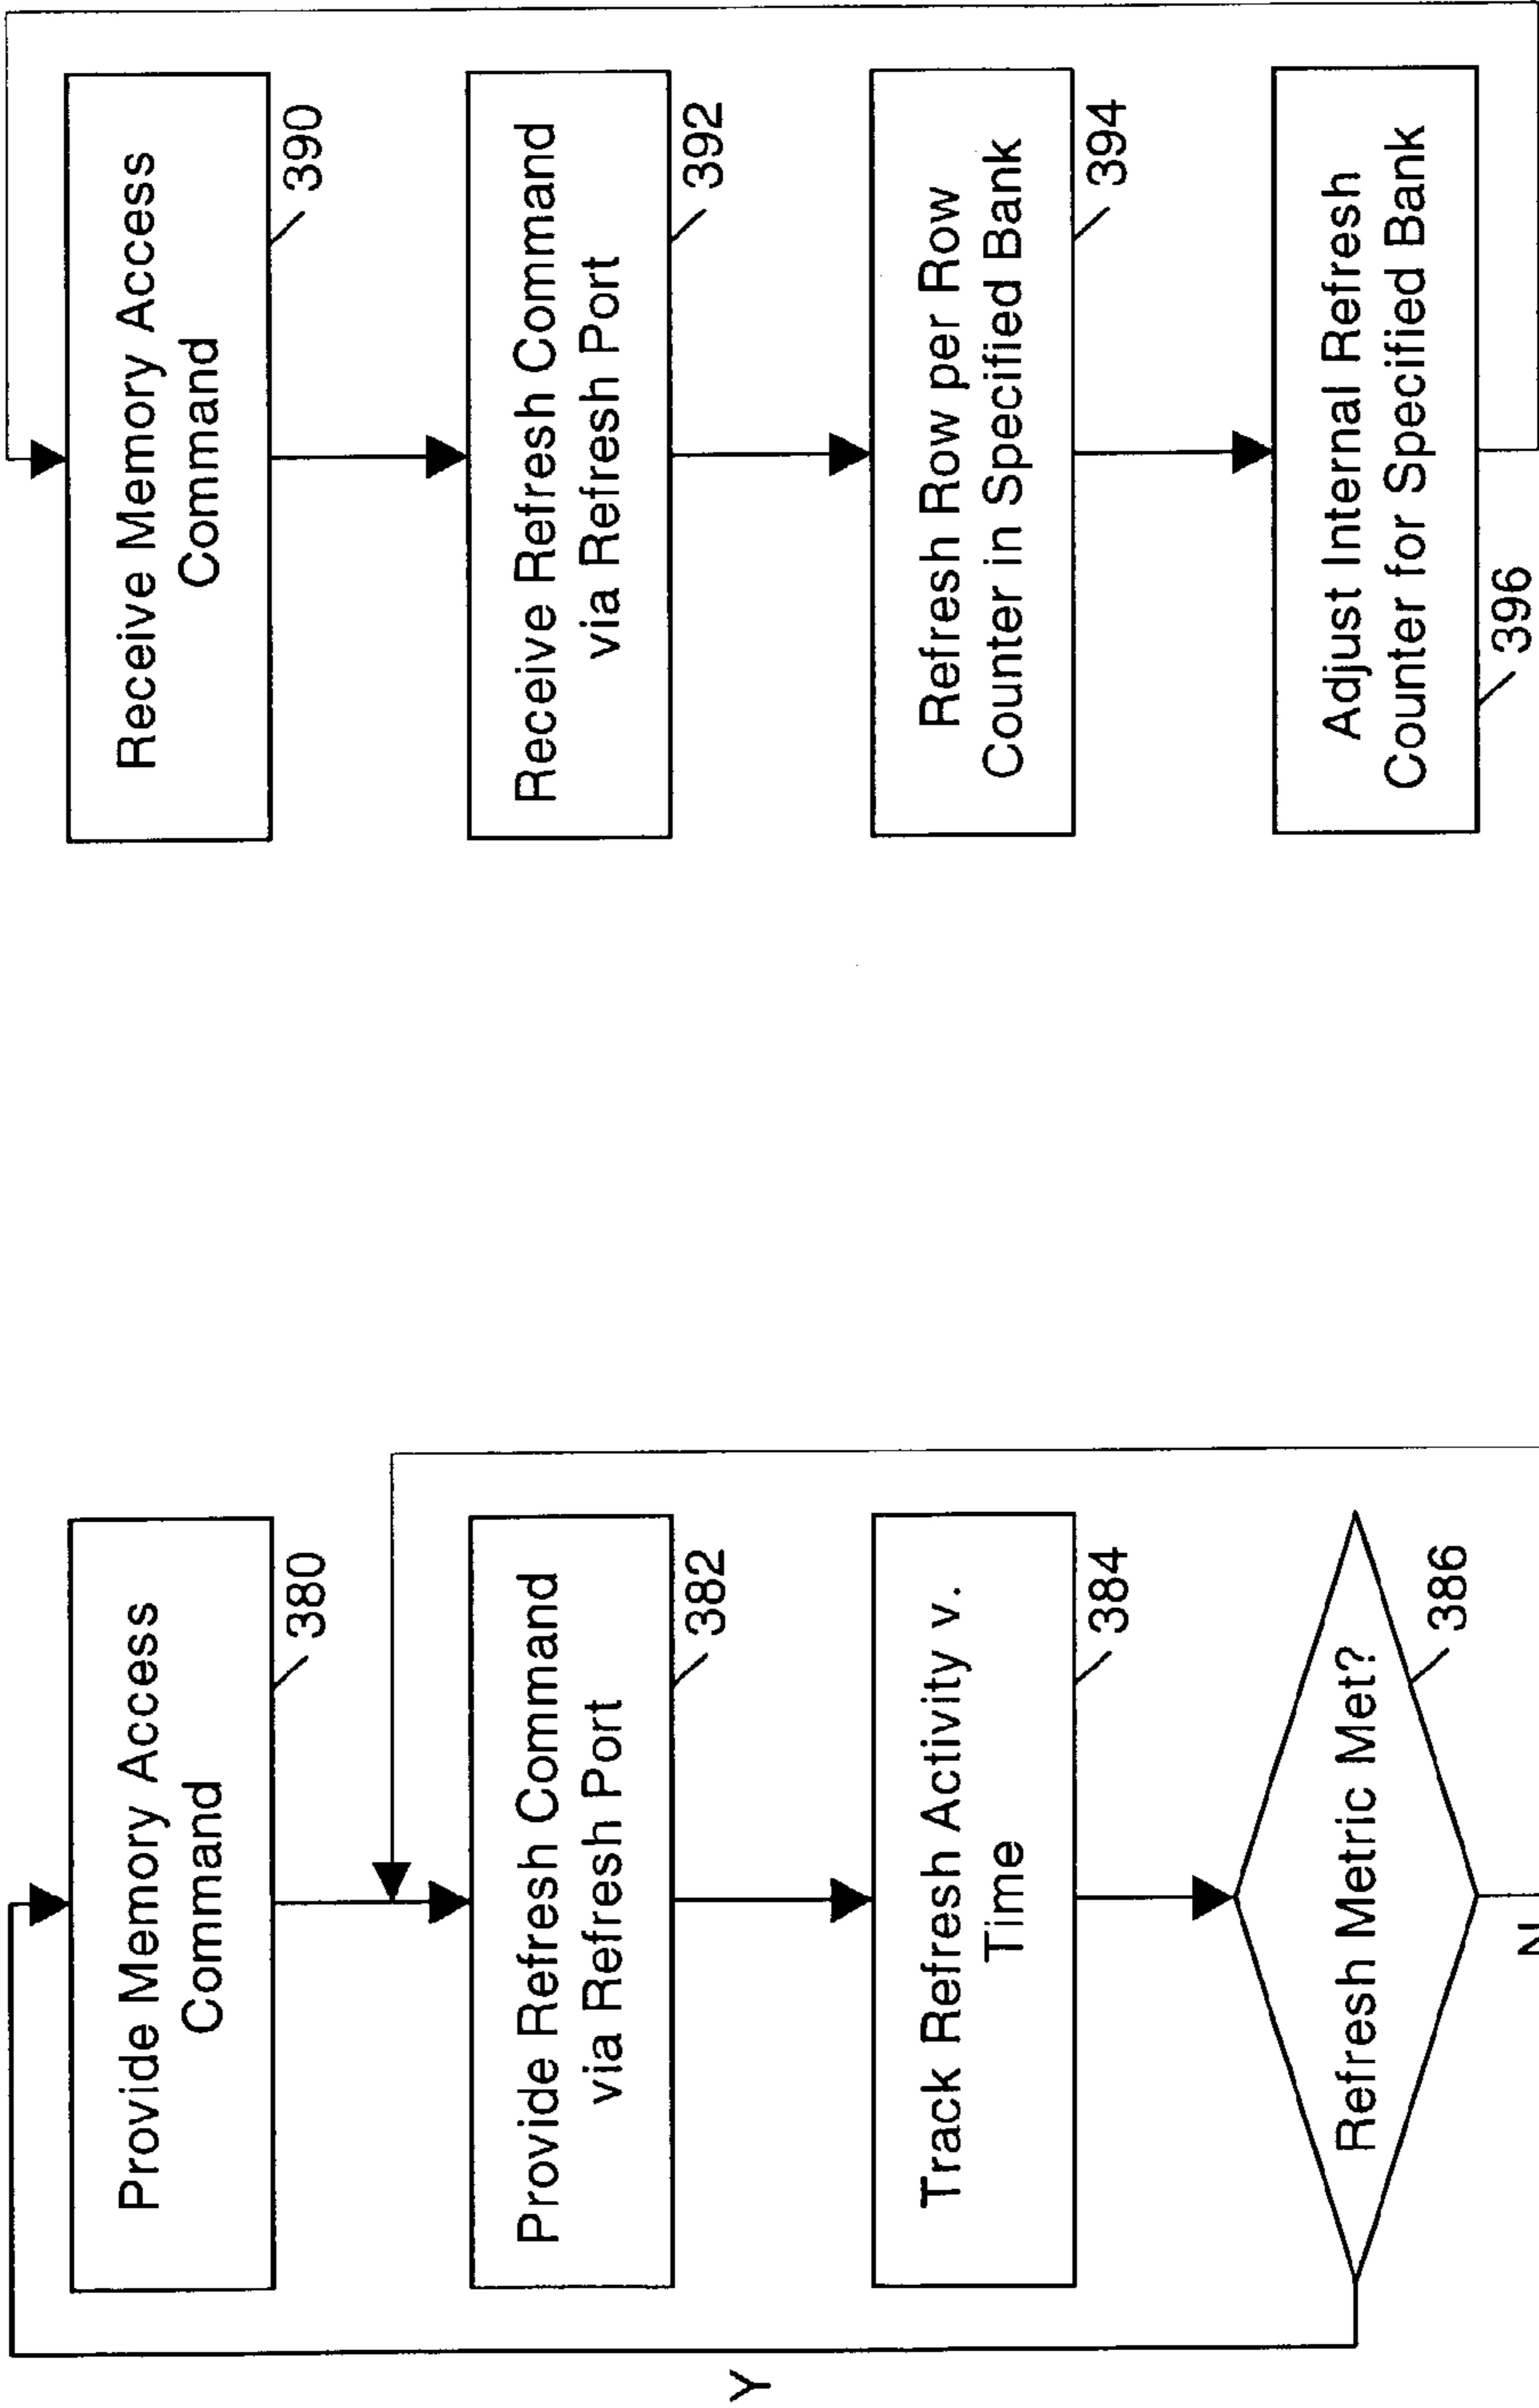 Provide Memory Access
Command
380
Provide Refresh Command
via Refresh Port
382
Track Refresh Activity v.
Time
384
Refresh Metric Met?
386
Y
N
Receive Memory Access
Command
390
Receive Refresh Command
via Refresh Port
392
Refresh Row per Row
Counter in Specified Bank
394
Adjust Internal Refresh
Counter for Specified Bank
396